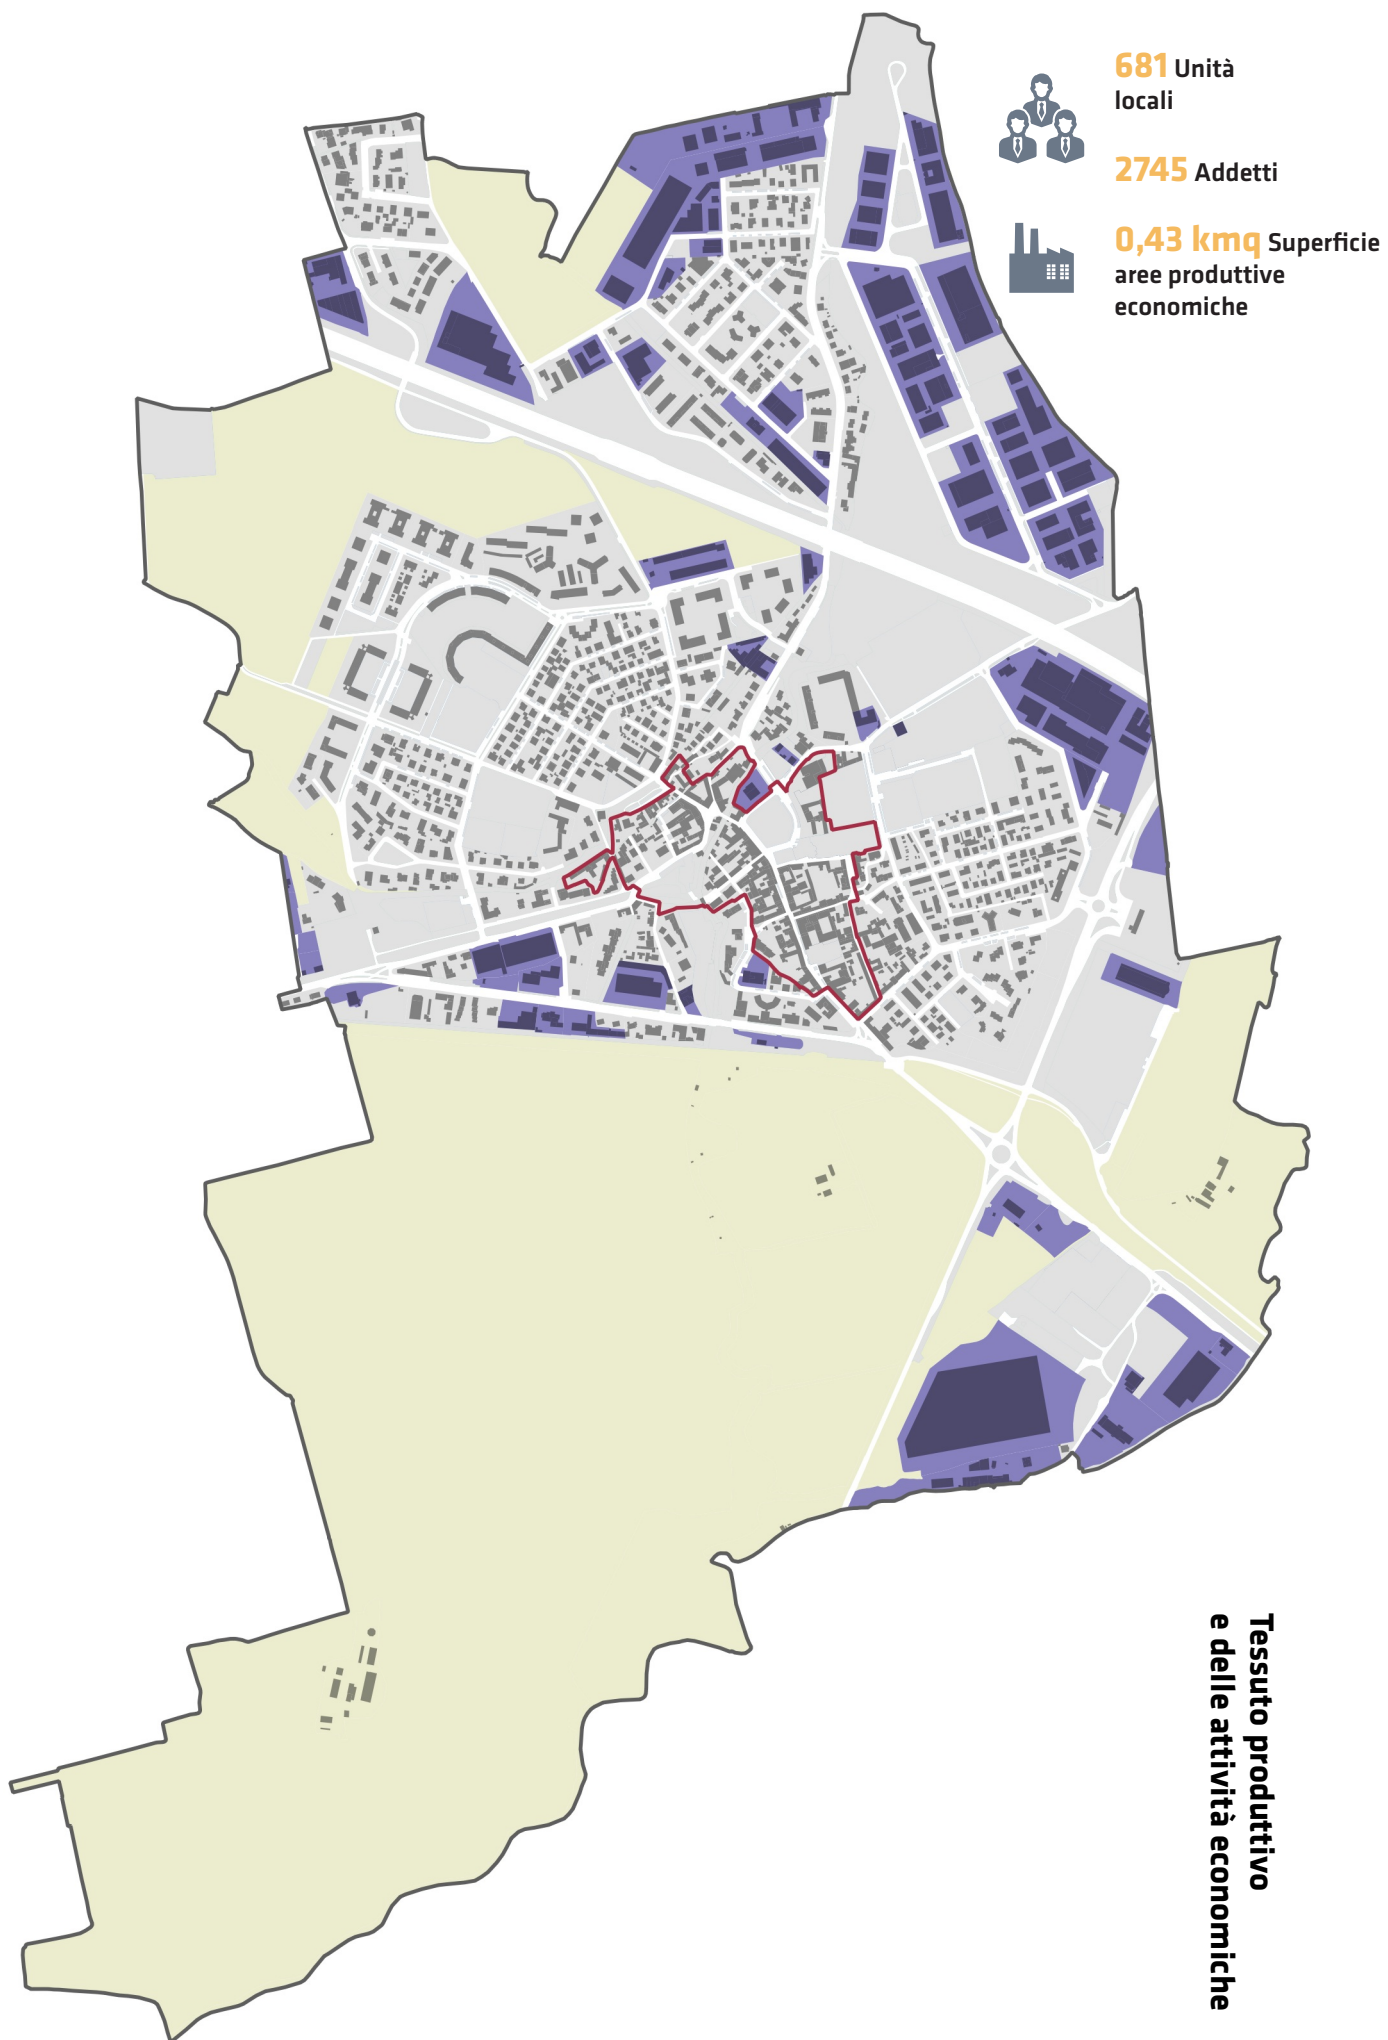 681 Unità
locali
2745 Addetti
0,43 kmq Superficie
aree produttive
economiche
Tessuto produttivo
e delle attività economiche